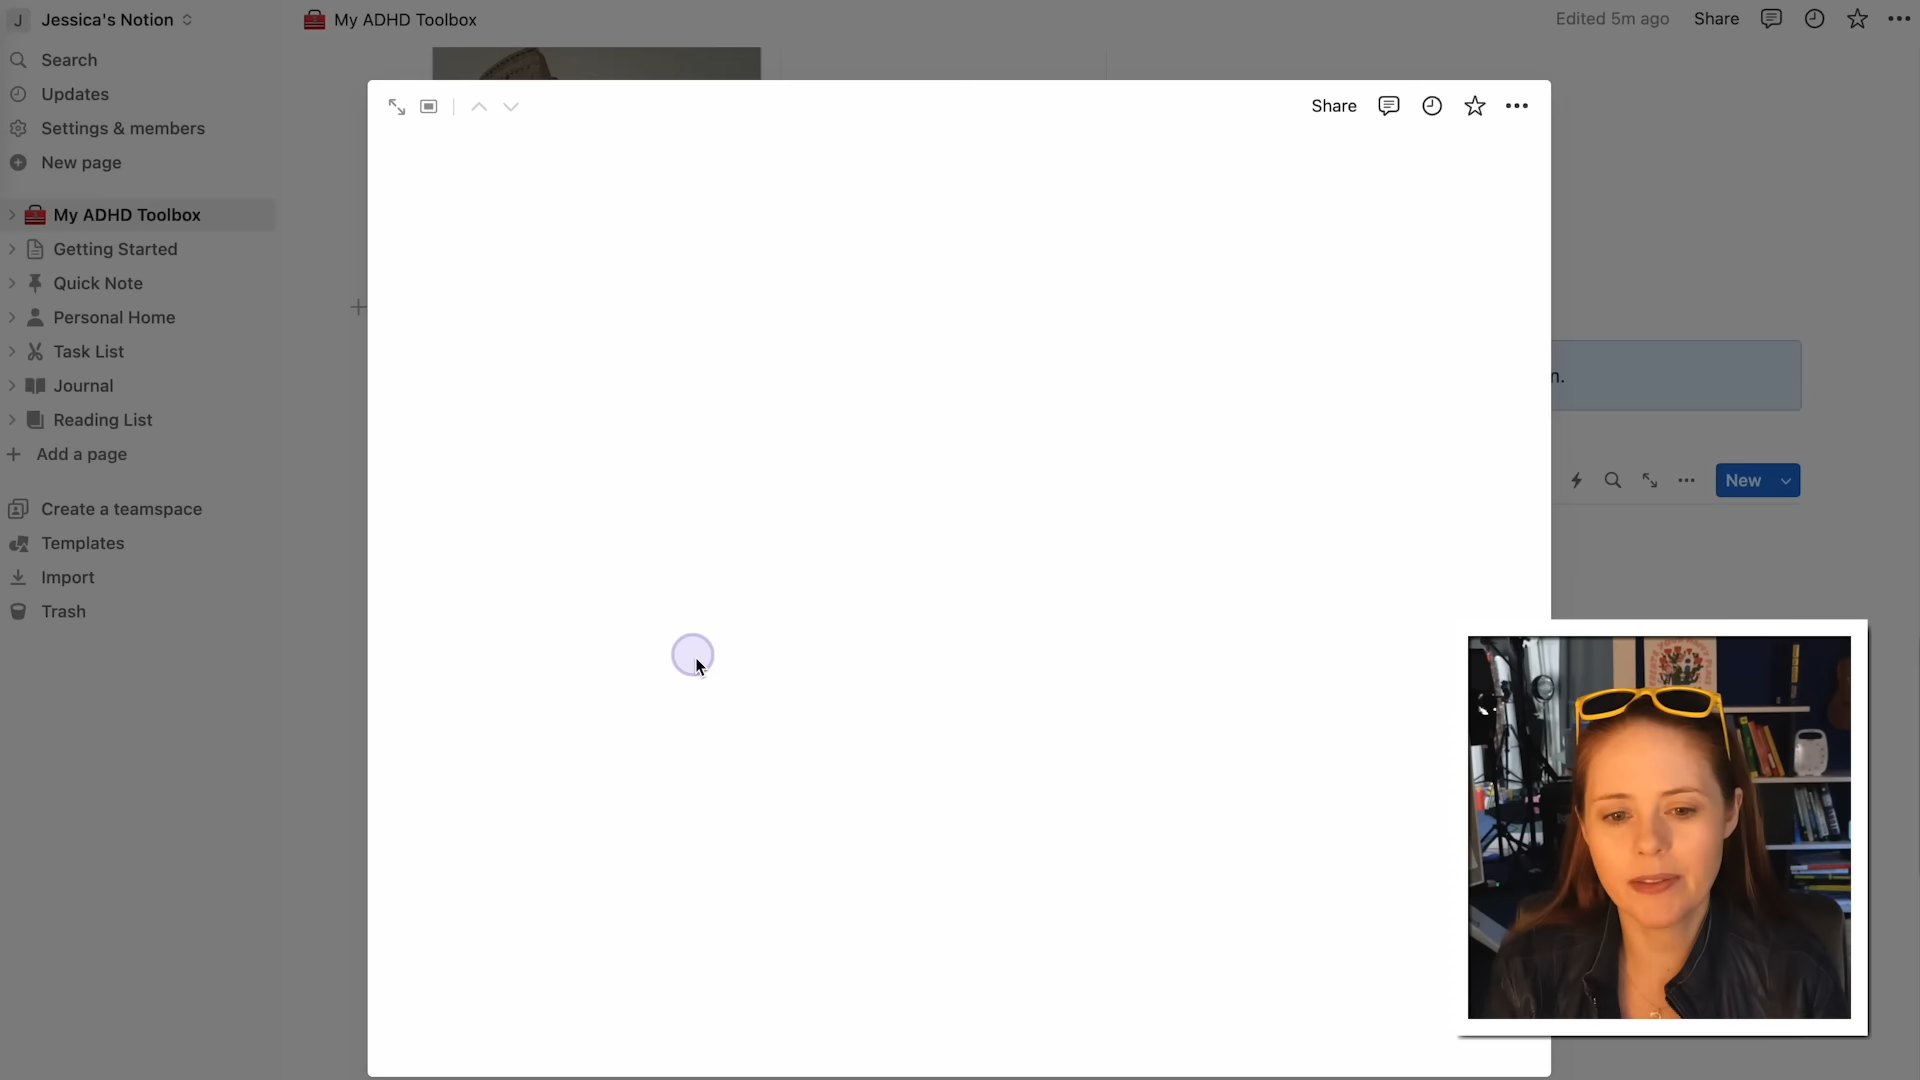 J Jessica's Notion
My ADHD Toolbox
Edited 5m ago
Share
Search
Updates
Settings & members
New page
My ADHD Toolbox
Getting Started
Quick Note
Personal Home
Task List
Journal
Reading List
Add a page
Create a teamspace
Templates
Import
Trash
Share
n.
New